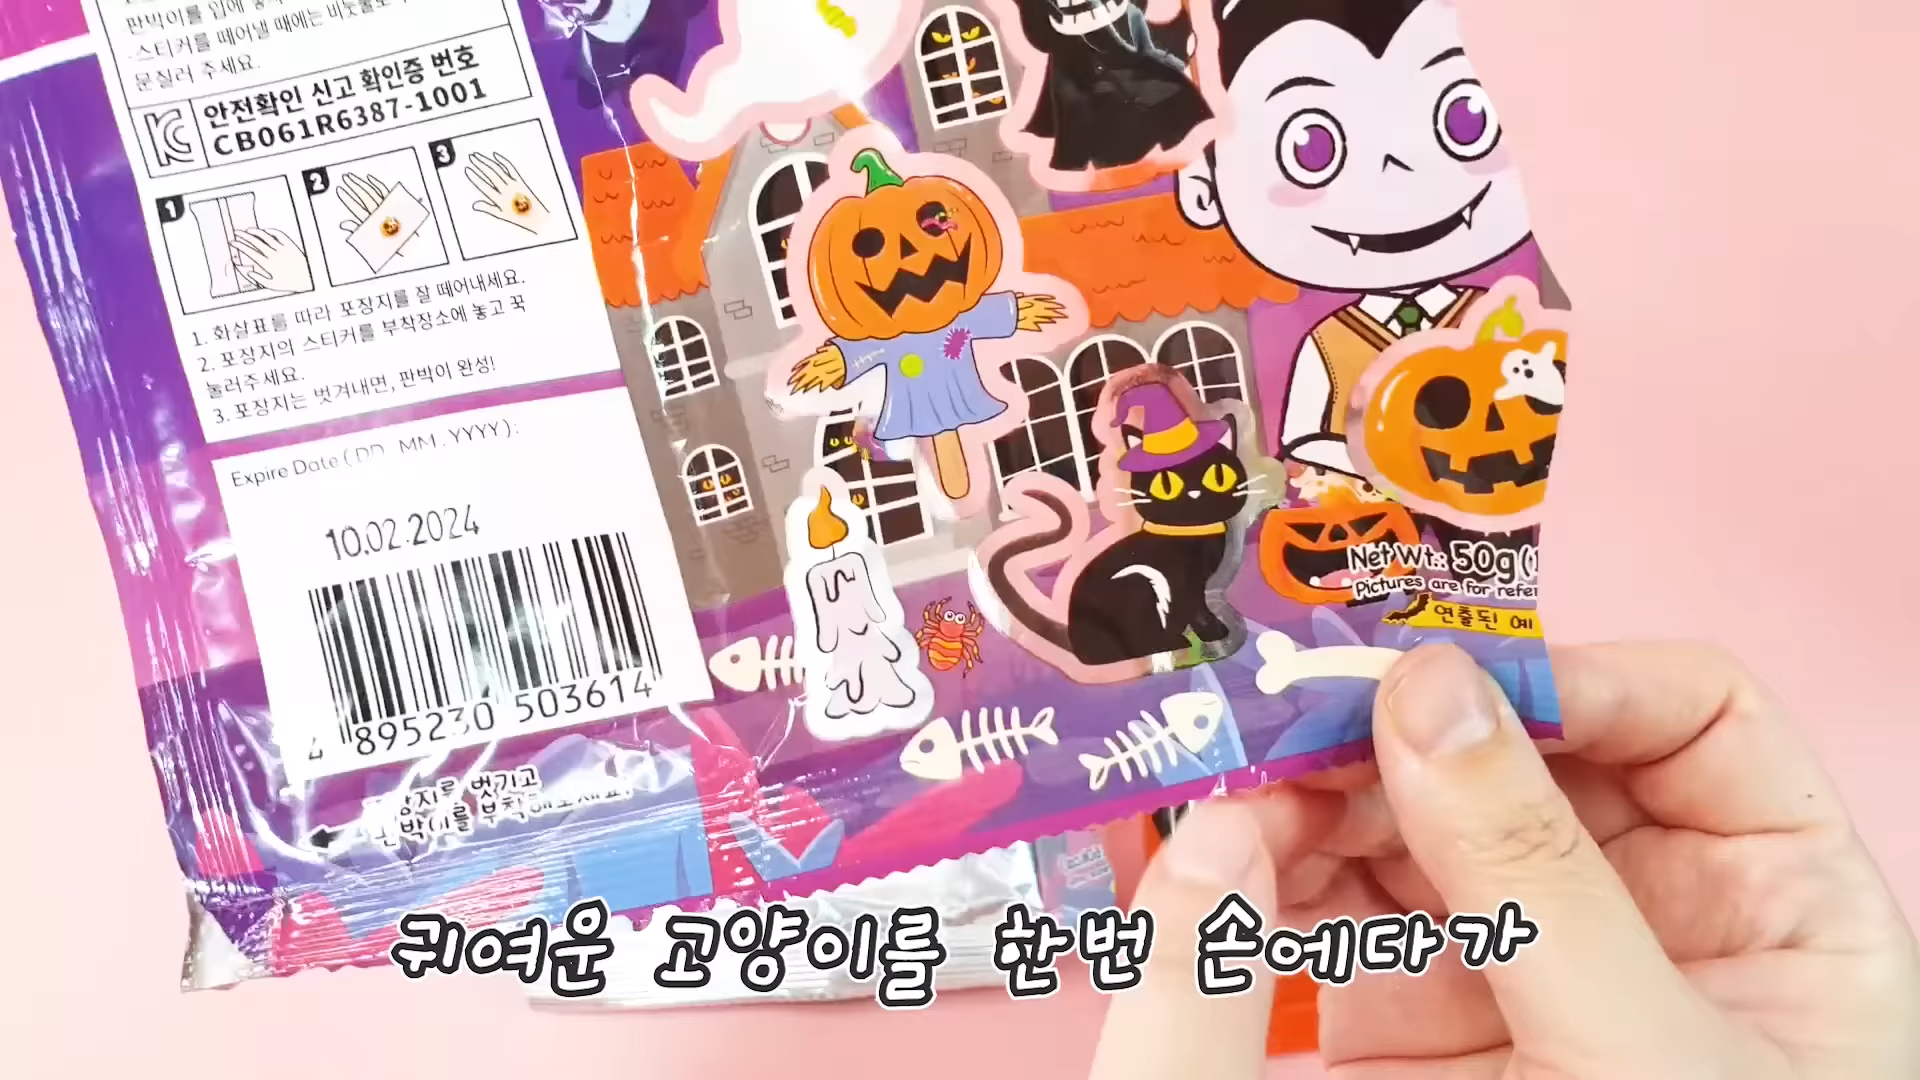 판박이를 입에
·스티커를 떼어낼 때에는 비눗물로
문질러 주세요.
안전확인 신고 확인증 번호
CB061R6387-1001
1
2
3
1. 화살표를 따라 포장지를 잘 떼어내세요.
2. 포장지의 스티커를 부착장소에 놓고 꾹
눌러주세요.
3. 포장지는 벗겨내면, 판박이 완성!
Expire Date ( DD MM . YYYY ):
10.02.2024
4 895230 503614
벗기고
Net Wt.: 50g
Pictures are for
연출된 예
귀여운 고양이를 한번 손에다가